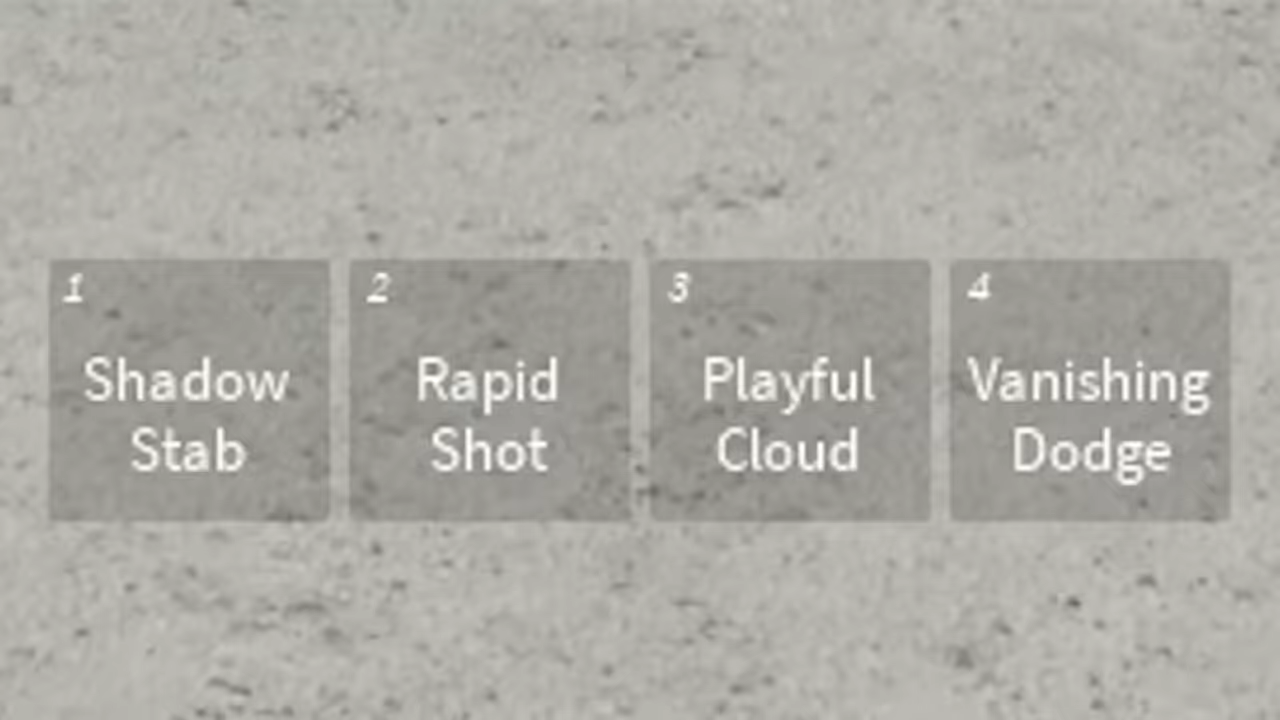 1
Shadow
Stab
2
Rapid
Shot
3
Playful
Cloud
4
Vanishing
Dodge